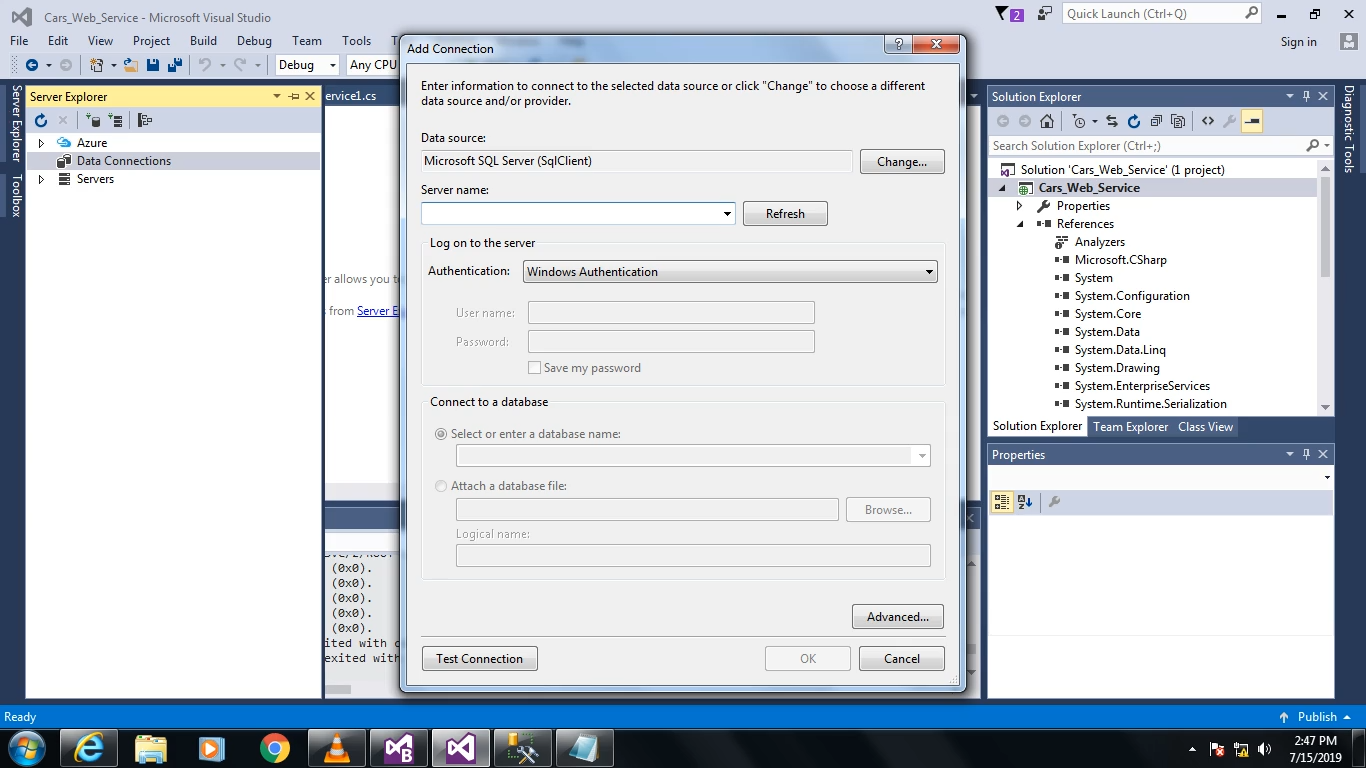 Cars_Web_Service - Microsoft Visual Studio
2
Quick Launch (Ctrl+Q)
File Edit View Project Build Debug Team Tools
Sign in
Debug
Any CPU
Add Connection
?
Enter information to connect to the selected data source or click "Change" to choose a different
data source and/or provider.
Data source:
Microsoft SQL Server (SqlClient)
Change...
Server name:
Refresh
Log on to the server
Authentication:
Windows Authentication
User name:
Password:
Save my password
Connect to a database
Select or enter a database name:
Attach a database file:
Browse...
Logical name:
Advanced...
Test Connection
OK
Cancel
Server Explorer
Toolbox
Server Explorer
Azure
Data Connections
Servers
ervice1.cs
er allows you t
from Server E
(0x0).
(0x0).
(0x0).
(0x0).
(0x0).
ited with c
exited with
Solution Explorer
Search Solution Explorer (Ctrl+;)
Solution 'Cars_Web_Service' (1 project)
Cars_Web_Service
Properties
References
Analyzers
Microsoft.CSharp
System
System.Configuration
System.Core
System.Data
System.Data.Linq
System.Drawing
System.EnterpriseServices
System.Runtime.Serialization
Solution Explorer Team Explorer Class View
Properties
Diagnostic Tools
Ready
Publish
2:47 PM
7/15/2019